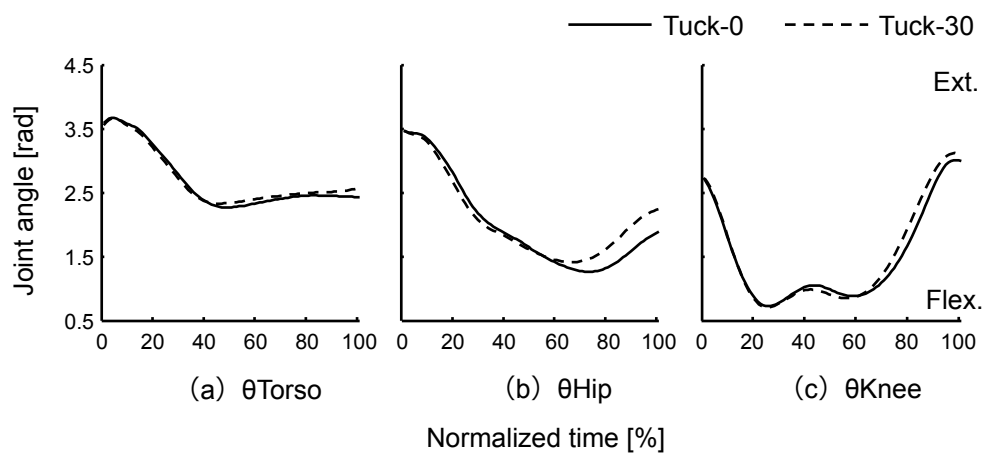 Tuck-0 Tuck-30
4.5
3.5
2.5
1.5
0.5
Joint angle [rad]
Ext.
Flex.
0 20 40 60 80 100 0 20 40 60 80 100 0 20 40 60 80 100
（a）θTorso （b）θHip （c）θKnee
Normalized time [%]